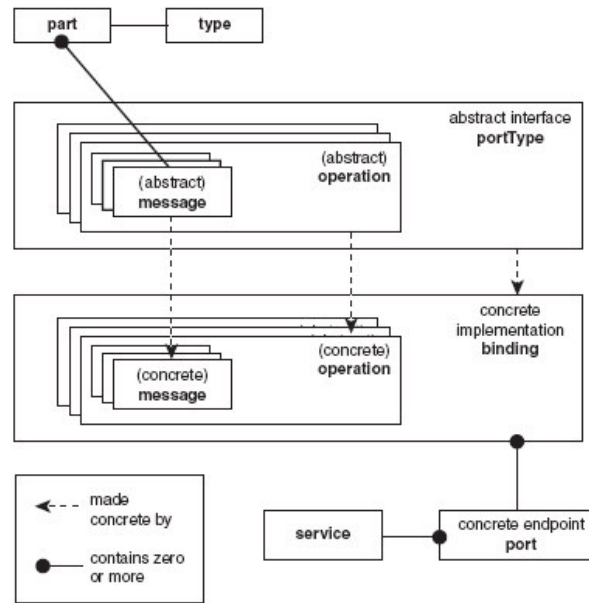 part
type
abstract interface
portType
(abstract)
operation
(abstract)
message
concrete
implementation
binding
(concrete)
operation
(concrete)
message
made
concrete by
contains zero
or more
service
concrete endpoint
port